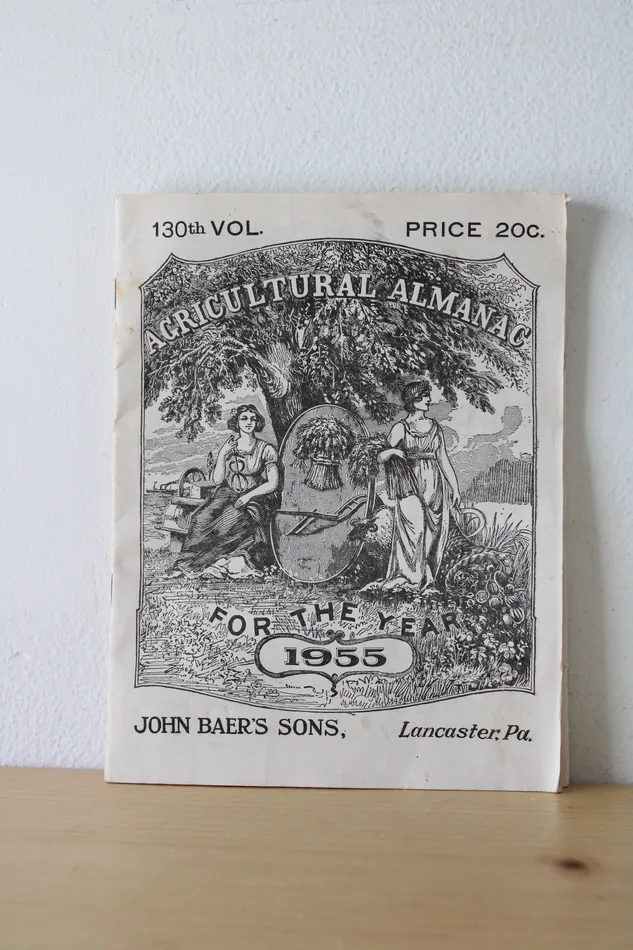 130th VOL. PRICE 20C.
AGRICULTURAL ALMANAC
FOR THE YEAR
1955
JOHN BAER'S SONS, Lancaster, Pa.